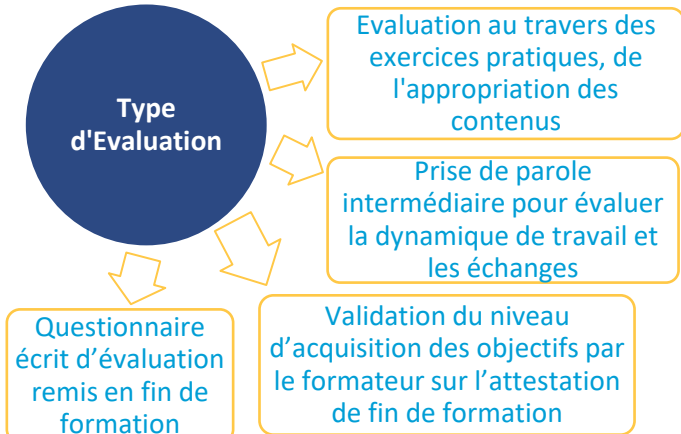 Type
d'Evaluation
Evaluation au travers des
exercices pratiques, de
l'appropriation des
contenus
Prise de parole
intermédiaire pour évaluer
la dynamique de travail et
les échanges
Validation du niveau
d’acquisition des objectifs par
le formateur sur l’attestation
de fin de formation
Questionnaire
écrit d’évaluation
remis en fin de
formation